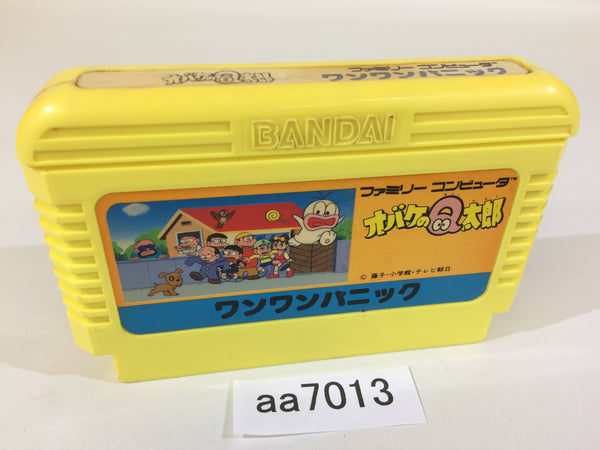 オバケのQ太郎
ファミリー コンピュータ
ワンワンパニック
BANDAI
ファミリー コンピュータ™
オバケのQ太郎
© 藤子・小学館・テレビ朝日
ワンワンパニック
aa7013